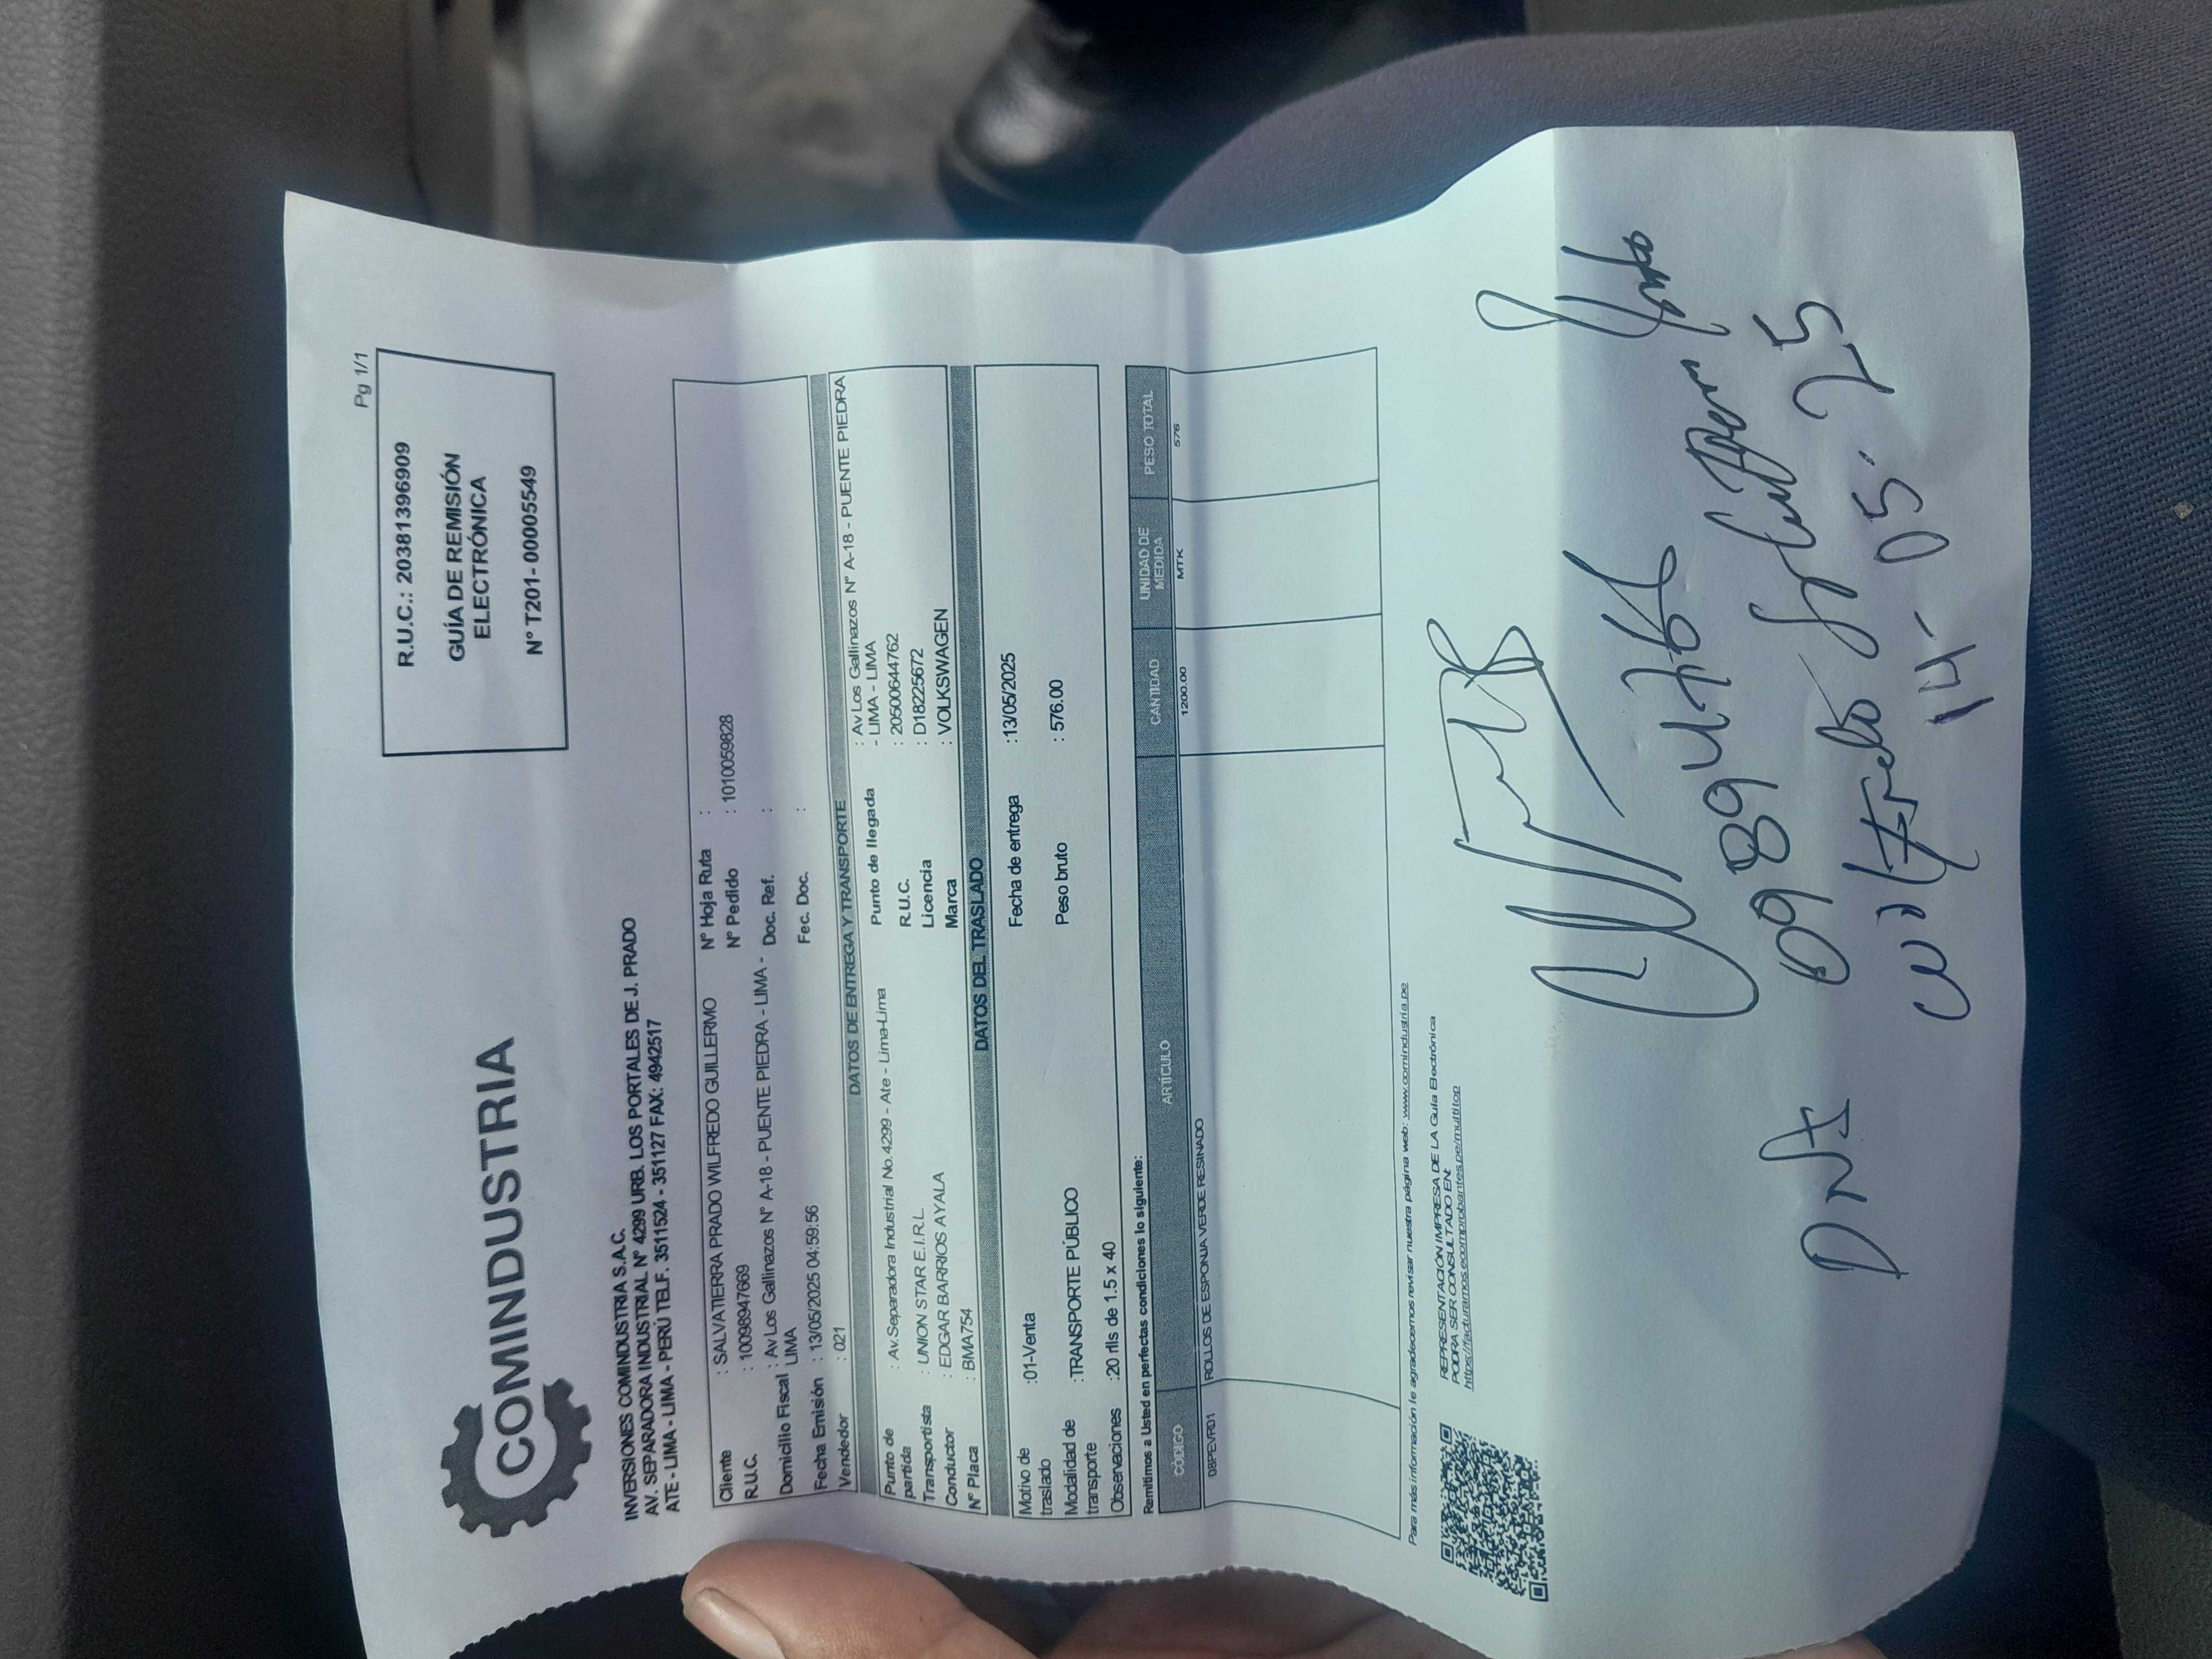 Pg 1/1
COMINDUSTRIA
R.U.C.: 20381396909
GUÍA DE REMISIÓN
ELECTRÓNICA
N° T201- 00005549
INVERSIONES COMINDUSTRIA S.A.C.
AV. SEPARADORA INDUSTRIAL N° 4299 URB. LOS PORTALES DE J. PRADO
ATE - LIMA - LIMA - PERÚ TELF. 3511524 - 351127 FAX: 4942517
Cliente : SALVATIERRA PRADO WILFREDO GUILLERMO N° Hoja Ruta :
R.U.C. : 10098947669 N° Pedido : 1010059828
Domicilio Fiscal : Av Los Gallinazos N° A-18 - PUENTE PIEDRA - LIMA - Doc. Ref. :
LIMA
Fecha Emisión : 13/05/2025 04:59:56 Fec. Doc. :
Vendedor : 021
DATOS DE ENTREGA Y TRANSPORTE
Punto de partida : Av.Separadora Industrial No.4299 - Ate - Lima-Lima Punto de llegada : Av Los Gallinazos N° A-18 - PUENTE PIEDRA
- LIMA - LIMA
Transportista : UNION STAR E.I.R.L. R.U.C. : 20500644762
Conductor : EDGAR BARRIOS AYALA Licencia : D18225672
N° Placa : BMA754 Marca : VOLKSWAGEN
DATOS DEL TRASLADO
Motivo de traslado :01-Venta Fecha de entrega :13/05/2025
Modalidad de transporte :TRANSPORTE PÚBLICO Peso bruto : 576.00
Observaciones :20 rlls de 1.5 x 40
Remitimos a Usted en perfectas condiciones lo siguiente:
CÓDIGO ARTÍCULO CANTIDAD UNIDAD DE MEDIDA PESO TOTAL
08PEVR01 ROLLOS DE ESPONJA VERDE RESINADO 1200.00 MTK 576
Para más información le agradecemos revisar nuestra página web: www.comindustria.pe
REPRESENTACIÓN IMPRESA DE LA Guía Electrónica
PODRA SER CONSULTADO EN:
https://facturamos.ecomprobantes.pe/multitop
DNI 09894766
Wilfredo
14-05-25